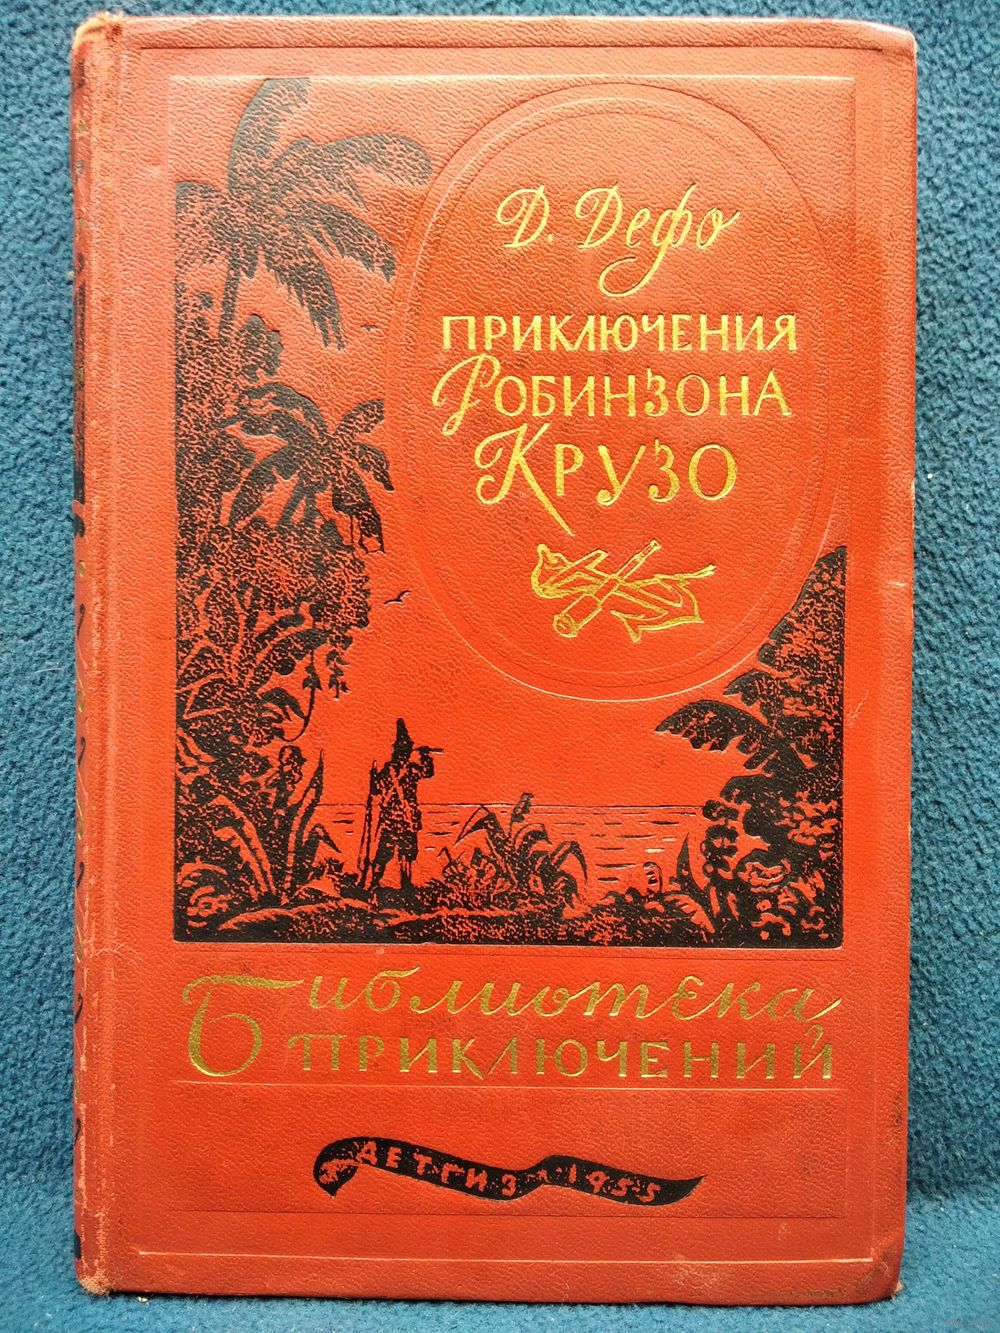 Д. Дефо
ПРИКЛЮЧЕНИЯ
РОБИНЗОНА
КРУЗО
Библиотека
ПРИКЛЮЧЕНИЙ
ДЕТГИЗ 1955